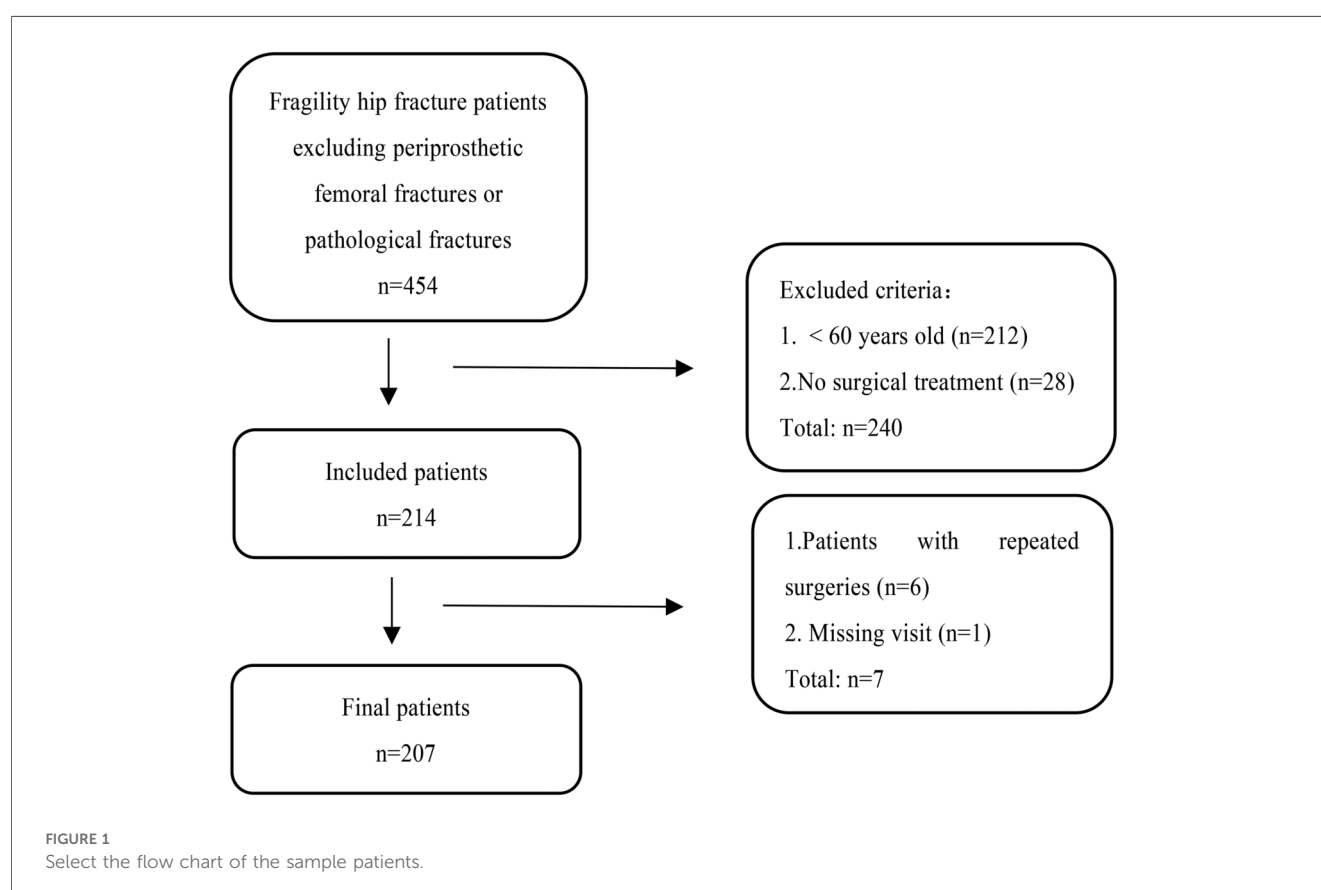 Fragility hip fracture patients
excluding periprosthetic
femoral fractures or
pathological fractures
n=454
Excluded criteria：
1. < 60 years old (n=212)
2.No surgical treatment (n=28)
Total: n=240
Included patients
n=214
1.Patients with repeated
surgeries (n=6)
2. Missing visit (n=1)
Total: n=7
Final patients
n=207
FIGURE 1
Select the flow chart of the sample patients.